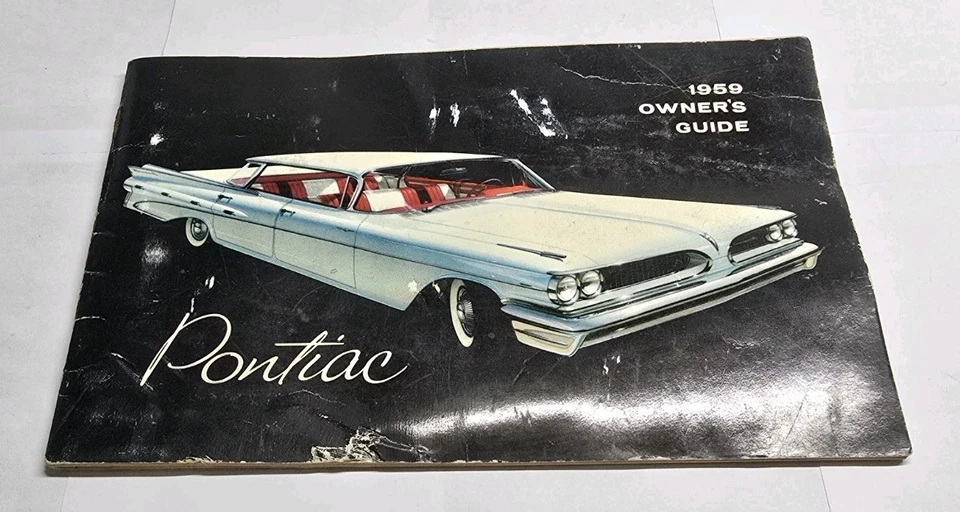 1959
OWNER'S
GUIDE
Pontiac